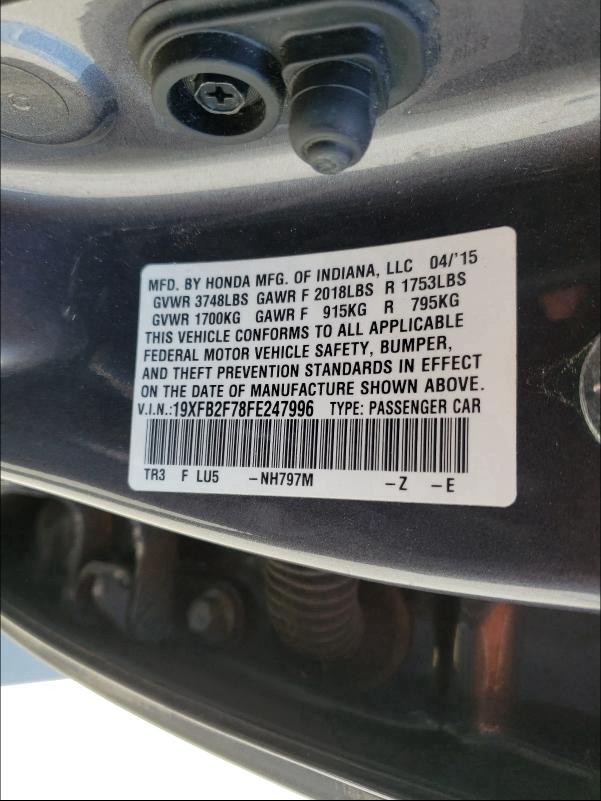 MFD. BY HONDA MFG. OF INDIANA, LLC 04/'15
GVWR 3748LBS GAWR F 2018LBS R 1753LBS
GVWR 1700KG GAWR F 915KG R 795KG
THIS VEHICLE CONFORMS TO ALL APPLICABLE
FEDERAL MOTOR VEHICLE SAFETY, BUMPER,
AND THEFT PREVENTION STANDARDS IN EFFECT
ON THE DATE OF MANUFACTURE SHOWN ABOVE.
V.I.N.:19XFB2F78FE247996 TYPE: PASSENGER CAR
TR3 F LU5 -NH797M -Z -E